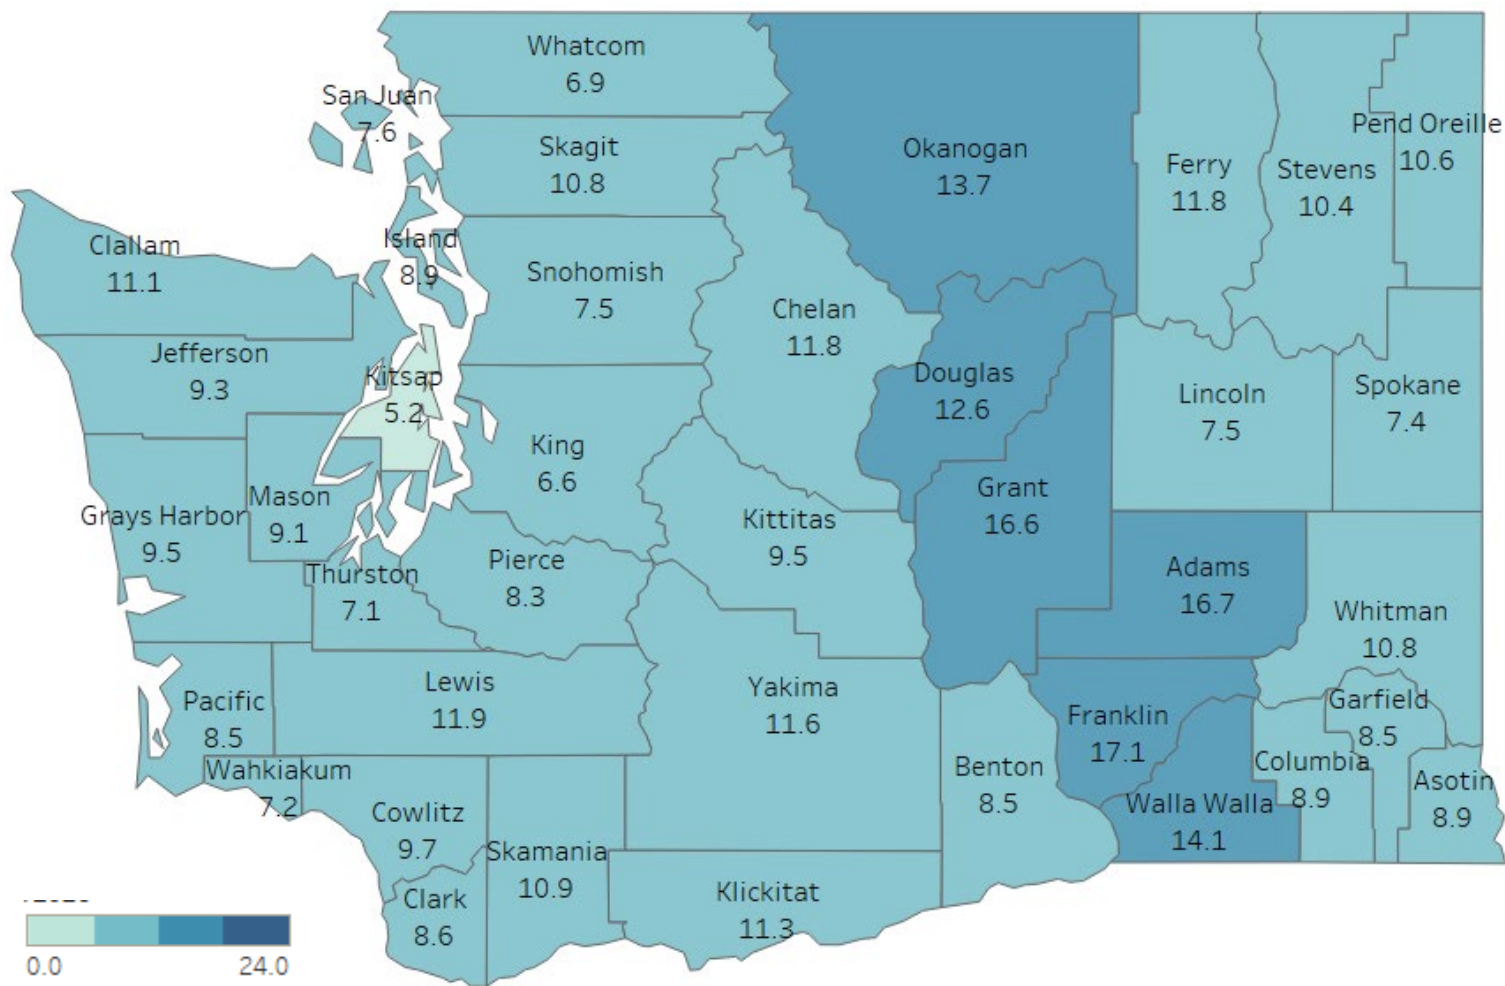 Whatcom
6.9
San Juan
7.6
Skagit
10.8
Okanogan
13.7
Ferry
11.8
Stevens
10.4
Pend Oreille
10.6
Clallam
11.1
Island
8.9
Snohomish
7.5
Chelan
11.8
Jefferson
9.3
Kitsap
5.2
Douglas
12.6
Lincoln
7.5
Spokane
7.4
King
6.6
Grant
16.6
Mason
9.1
Grays Harbor
9.5
Kittitas
9.5
Pierce
8.3
Thurston
7.1
Adams
16.7
Whitman
10.8
Lewis
11.9
Yakima
11.6
Pacific
8.5
Franklin
17.1
Garfield
8.5
Wahkiakum
7.2
Benton
8.5
Columbia
8.9
Asotin
8.9
Walla Walla
14.1
Cowlitz
9.7
Skamania
10.9
Clark
8.6
Klickitat
11.3
0.0 24.0